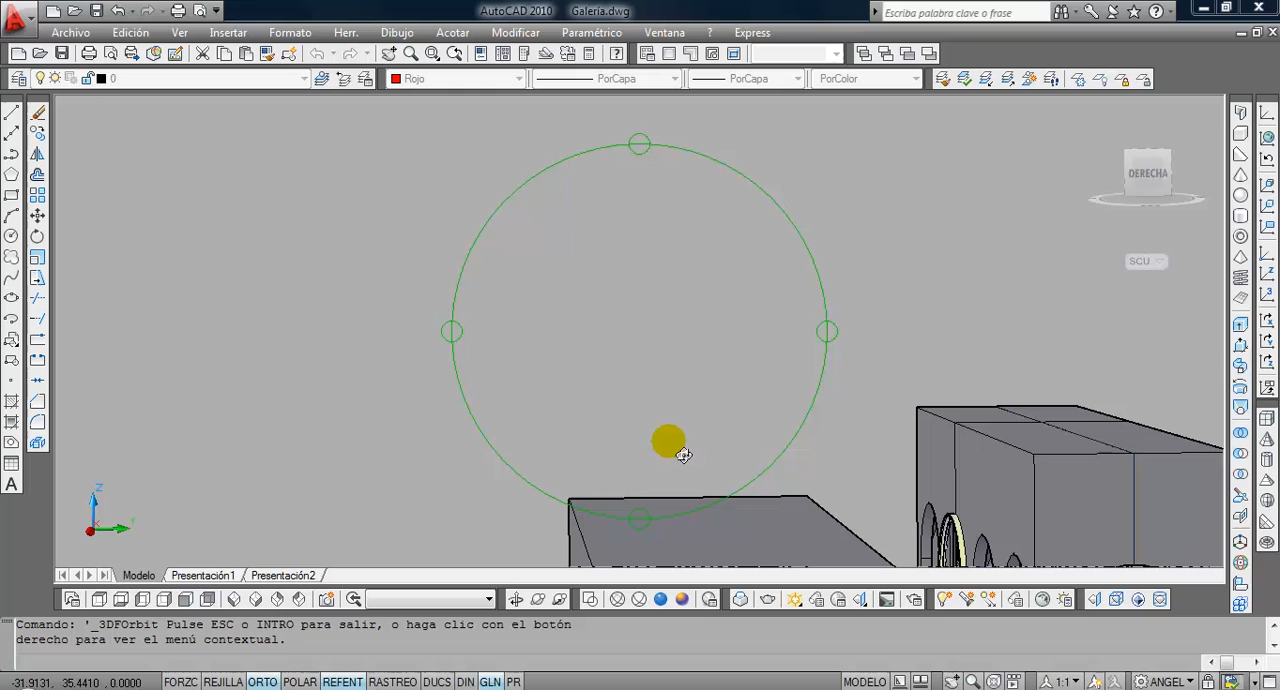 AutoCAD 2010 Galería.dwg
Escriba palabra clave o frase
Archivo Edición Ver Insertar Formato Herr. Dibujo Acotar Modificar Paramétrico Ventana ? Express
0 Rojo PorCapa PorCapa PorColor
DERECHA
SCU
Z
Y
A
Modelo Presentación1 Presentación2
Comando: '_3DFOrbit Pulse ESC o INTRO para salir, o haga clic con el botón
derecho para ver el menú contextual.
-31.9131, 35.4410, 0.0000 FORZC REJILLA ORTO POLAR REFENT RASTREO DUCS DIN GLN PR MODELO 1:1 ANGEL